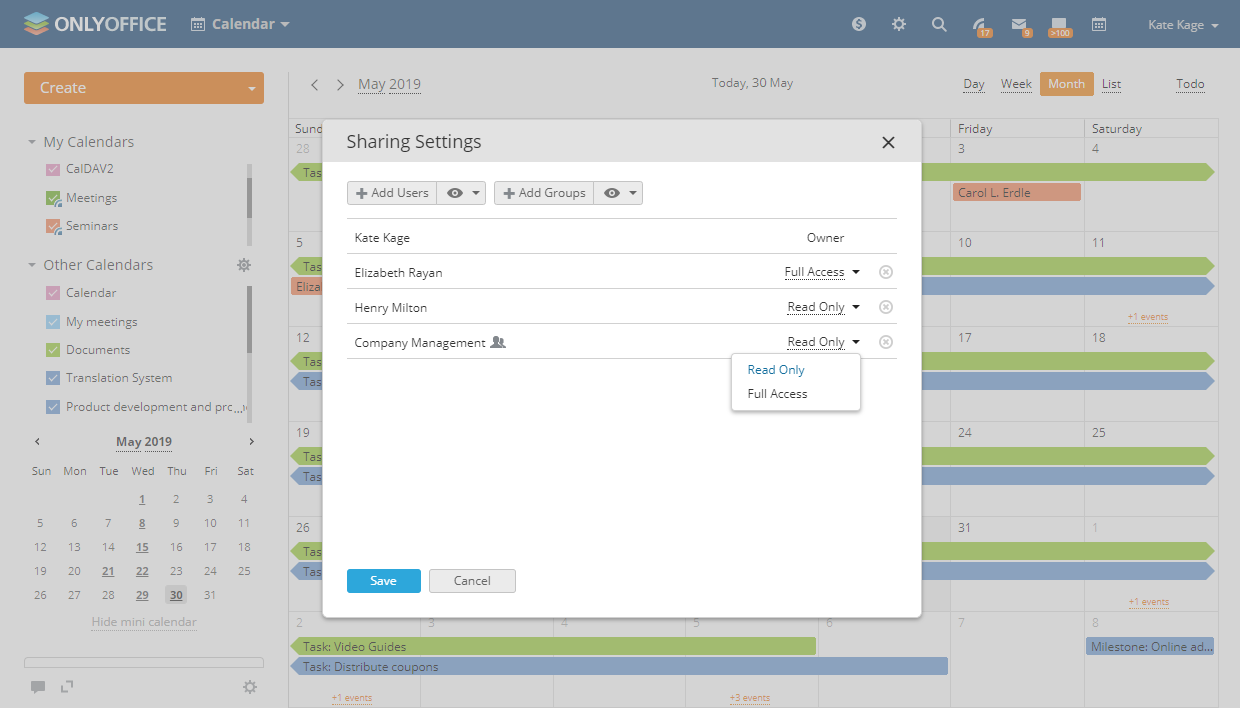 ONLYOFFICE
Calendar
17
9
>100
Kate Kage
Create
May 2019
Today, 30 May
Day
Week
Month
List
Todo
My Calendars
CalDAV2
Meetings
Seminars
Other Calendars
Calendar
My meetings
Documents
Translation System
Product development and prc...
May 2019
Sun Mon Tue Wed Thu Fri Sat
1 2 3 4
5 6 7 8 9 10 11
12 13 14 15 16 17 18
19 20 21 22 23 24 25
26 27 28 29 30 31
Hide mini calendar
Sund
Friday
Saturday
28
3
4
Tas
Carol L. Erdle
5
10
11
Tas
Eliza
+1 events
12
17
18
Tas
Tas
19
24
25
Tas
Tas
26
31
1
Tas
Tas
+1 events
2
3
4
5
6
7
8
Task: Video Guides
Milestone: Online ad...
Task: Distribute coupons
+1 events
+3 events
Sharing Settings
Add Users
Add Groups
Kate Kage
Owner
Elizabeth Rayan
Full Access
Henry Milton
Read Only
Company Management
Read Only
Read Only
Full Access
Save
Cancel